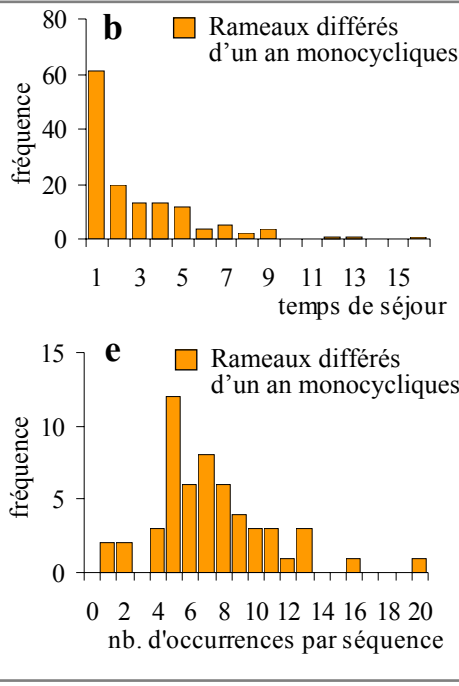 80
b
Rameaux différés
d'un an monocycliques
60
40
20
0
fréquence
1 3 5 7 9 11 13 15
temps de séjour
15
e
Rameaux différés
d'un an monocycliques
10
5
0
fréquence
0 2 4 6 8 10 12 14 16 18 20
nb. d'occurrences par séquence